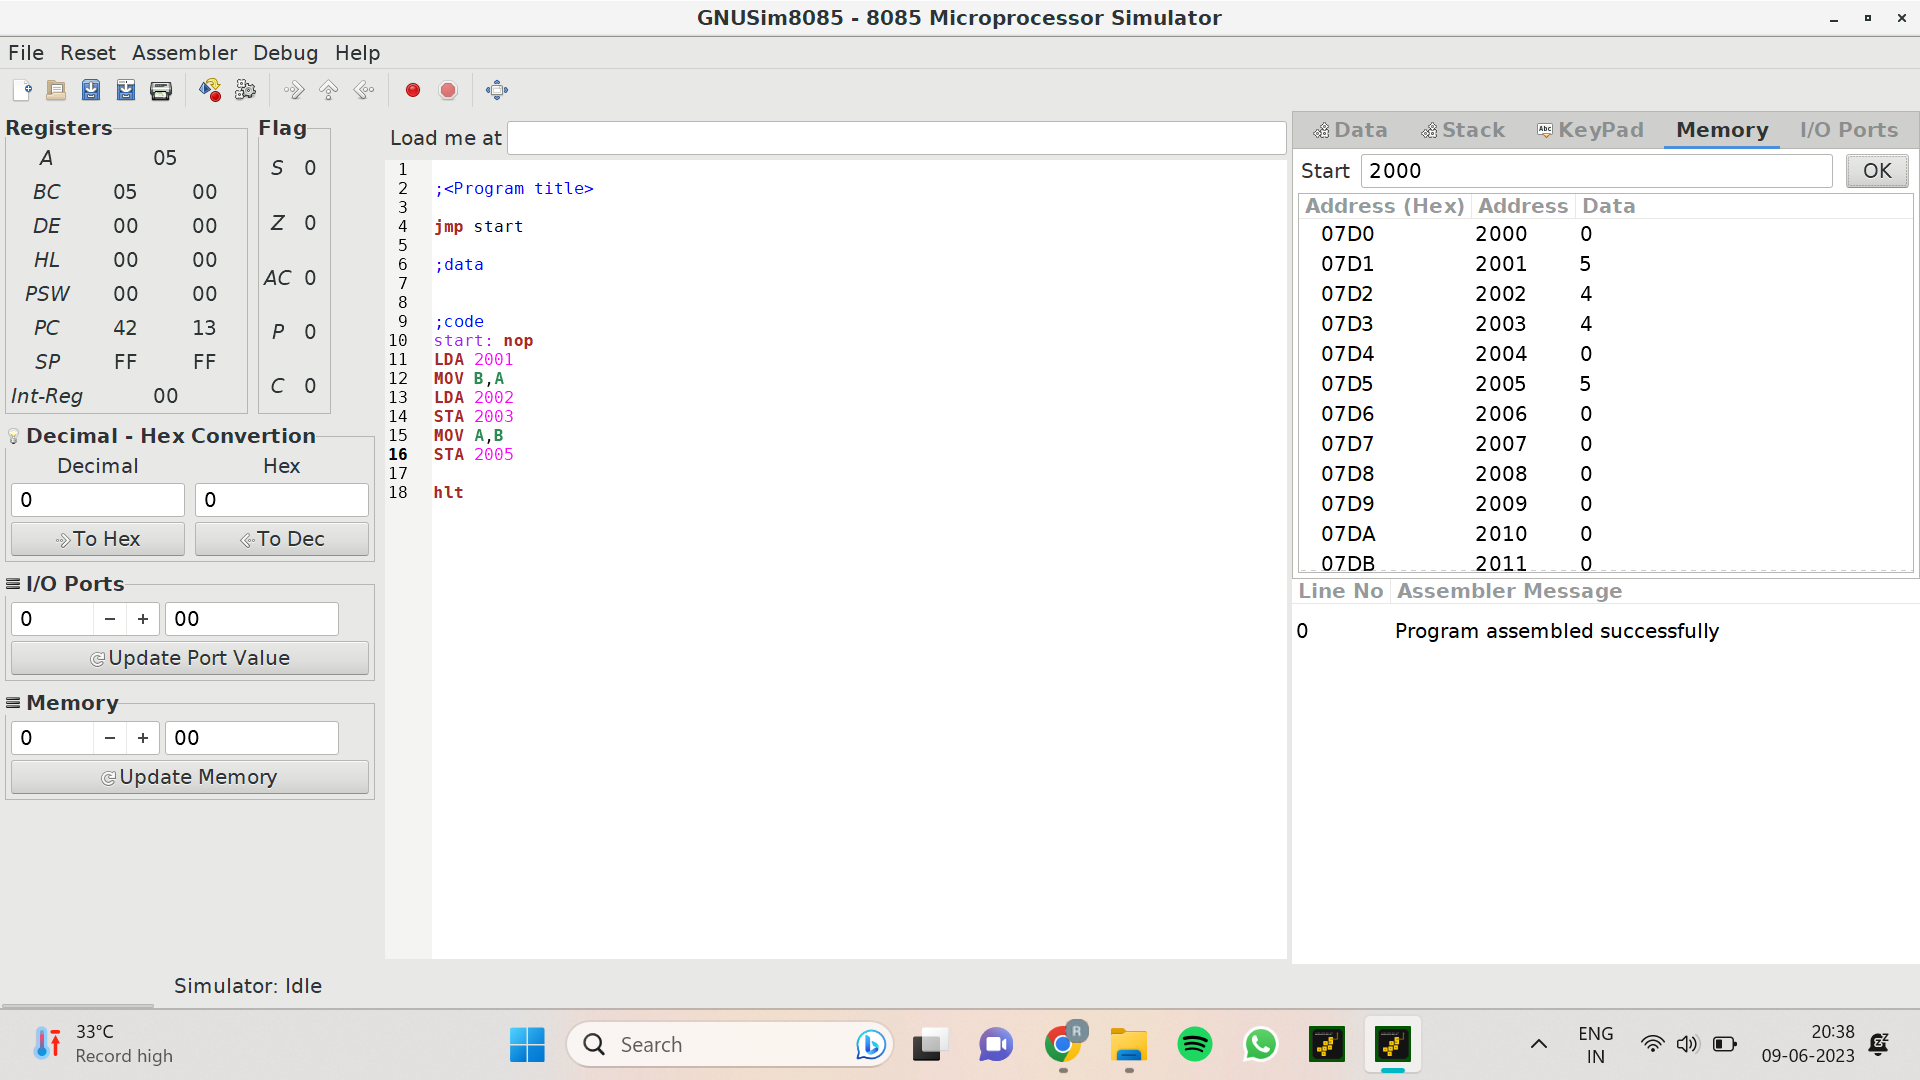 GNUSim8085 - 8085 Microprocessor Simulator
File Reset Assembler Debug Help
Registers
A 05
BC 05 00
DE 00 00
HL 00 00
PSW 00 00
PC 42 13
SP FF FF
Int-Reg 00
Flag
S 0
Z 0
AC 0
P 0
C 0
Decimal - Hex Convertion
Decimal Hex
0 0
To Hex To Dec
I/O Ports
0 − + 00
Update Port Value
Memory
0 − + 00
Update Memory
Load me at
1
2 ;<Program title>
3
4 jmp start
5
6 ;data
7
8
9 ;code
10 start: nop
11 LDA 2001
12 MOV B,A
13 LDA 2002
14 STA 2003
15 MOV A,B
16 STA 2005
17
18 hlt
Data Stack Abc KeyPad Memory I/O Ports
Start 2000 OK
Address (Hex) Address Data
07D0 2000 0
07D1 2001 5
07D2 2002 4
07D3 2003 4
07D4 2004 0
07D5 2005 5
07D6 2006 0
07D7 2007 0
07D8 2008 0
07D9 2009 0
07DA 2010 0
07DB 2011 0
Line No Assembler Message
0 Program assembled successfully
Simulator: Idle
33°C
Record high
Search
R
ENG
IN
20:38
09-06-2023